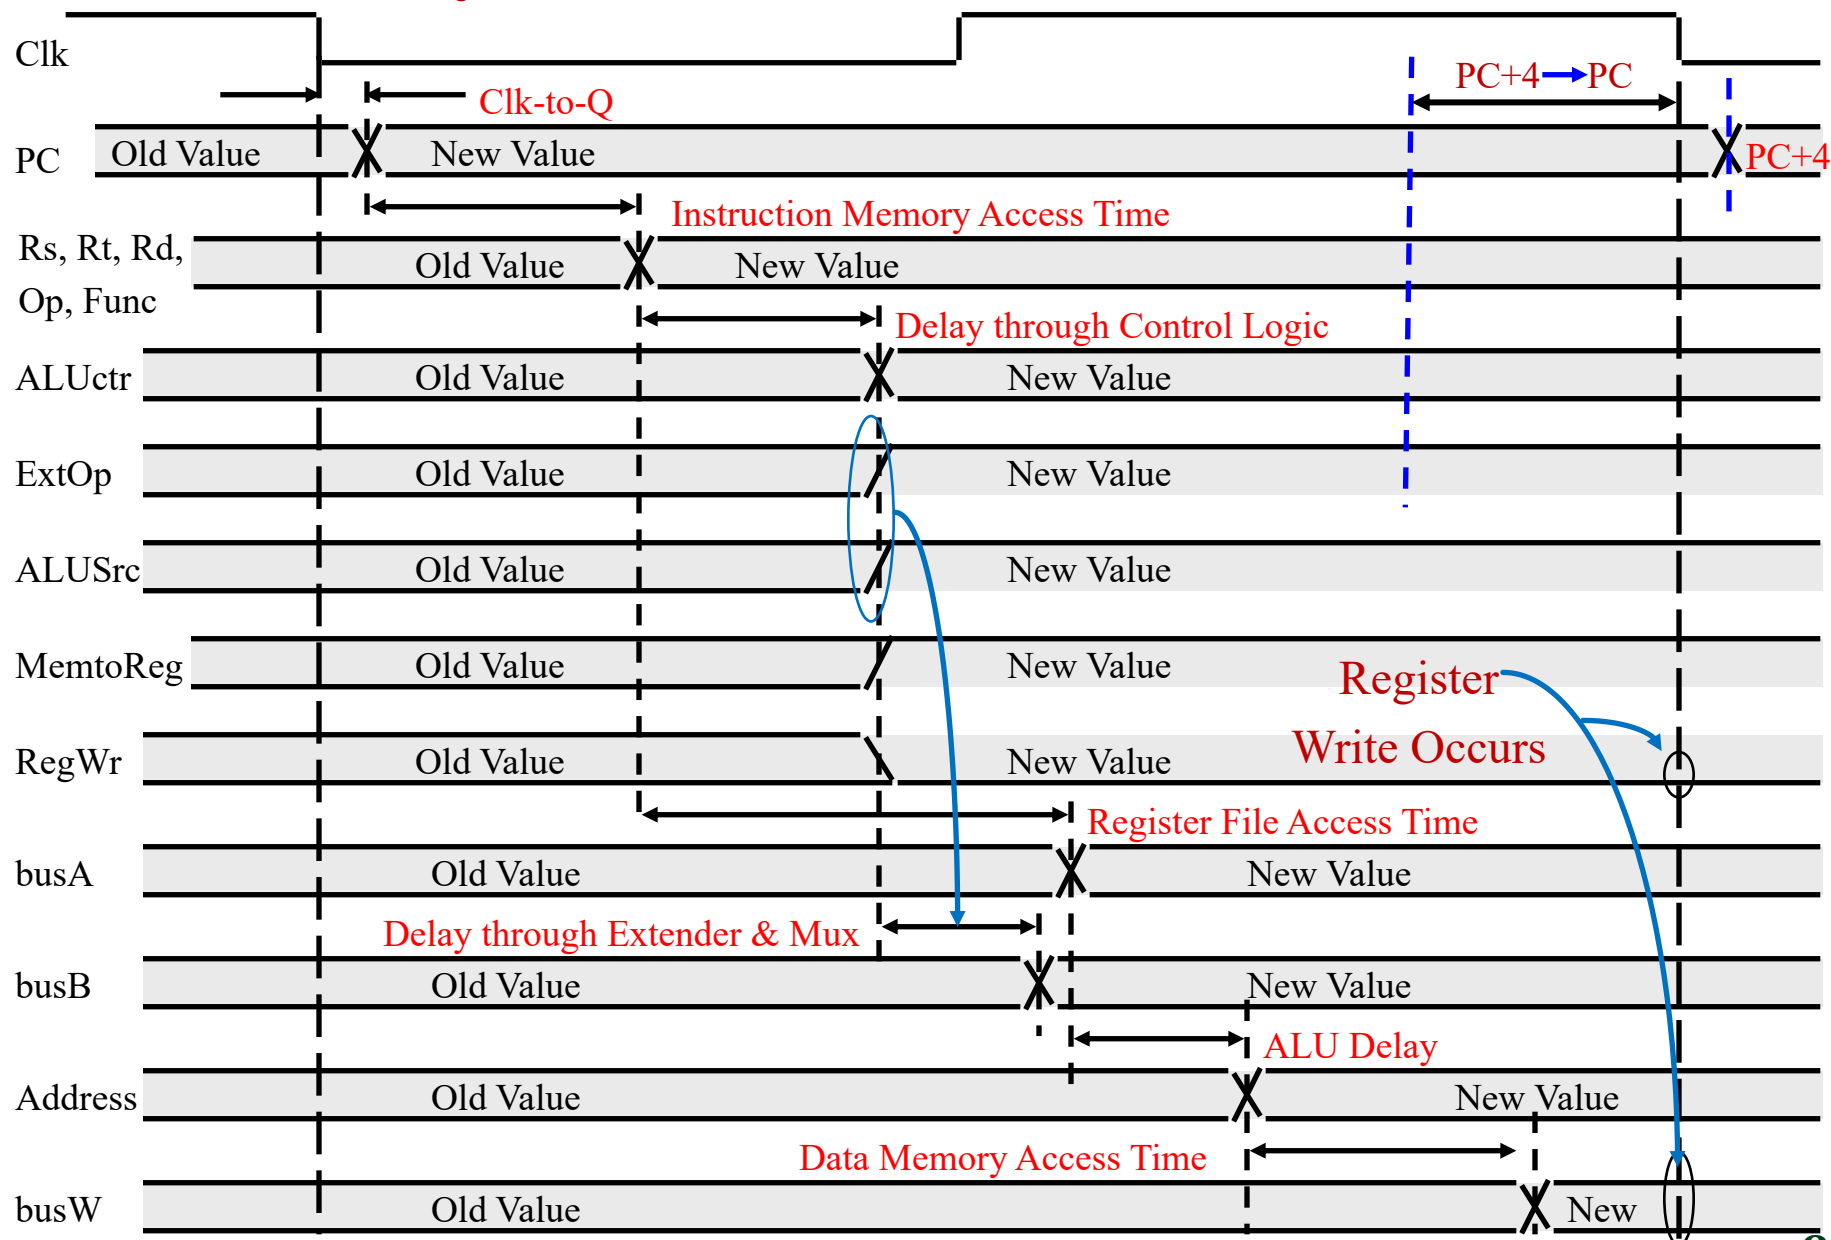 Clk
PC+4 PC
Clk-to-Q
PC Old Value New Value PC+4
Instruction Memory Access Time
Rs, Rt, Rd,
Old Value New Value
Op, Func
Delay through Control Logic
ALUctr Old Value New Value
ExtOp Old Value New Value
ALUSrc Old Value New Value
MemtoReg Old Value New Value
Register
Write Occurs
RegWr Old Value New Value
Register File Access Time
busA Old Value New Value
Delay through Extender & Mux
busB Old Value New Value
ALU Delay
Address Old Value New Value
Data Memory Access Time
busW Old Value New